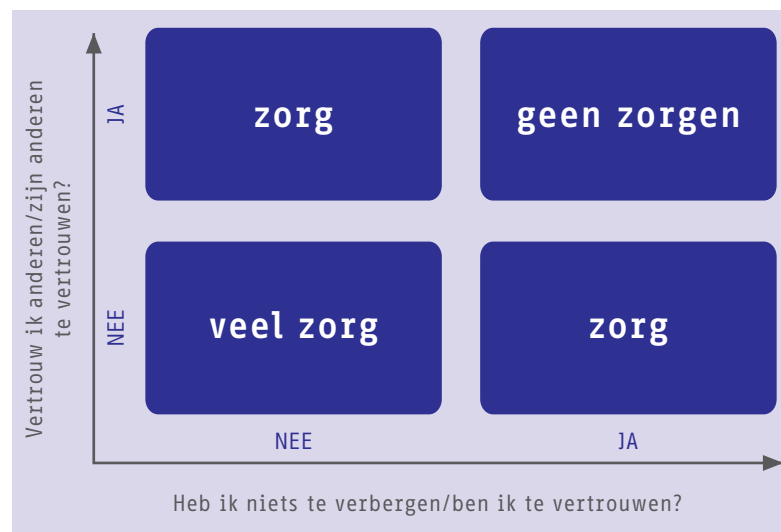 Vertrouw ik anderen/zijn anderen
te vertrouwen?
JA
zorg
geen zorgen
NEE
veel zorg
zorg
NEE
JA
Heb ik niets te verbergen/ben ik te vertrouwen?